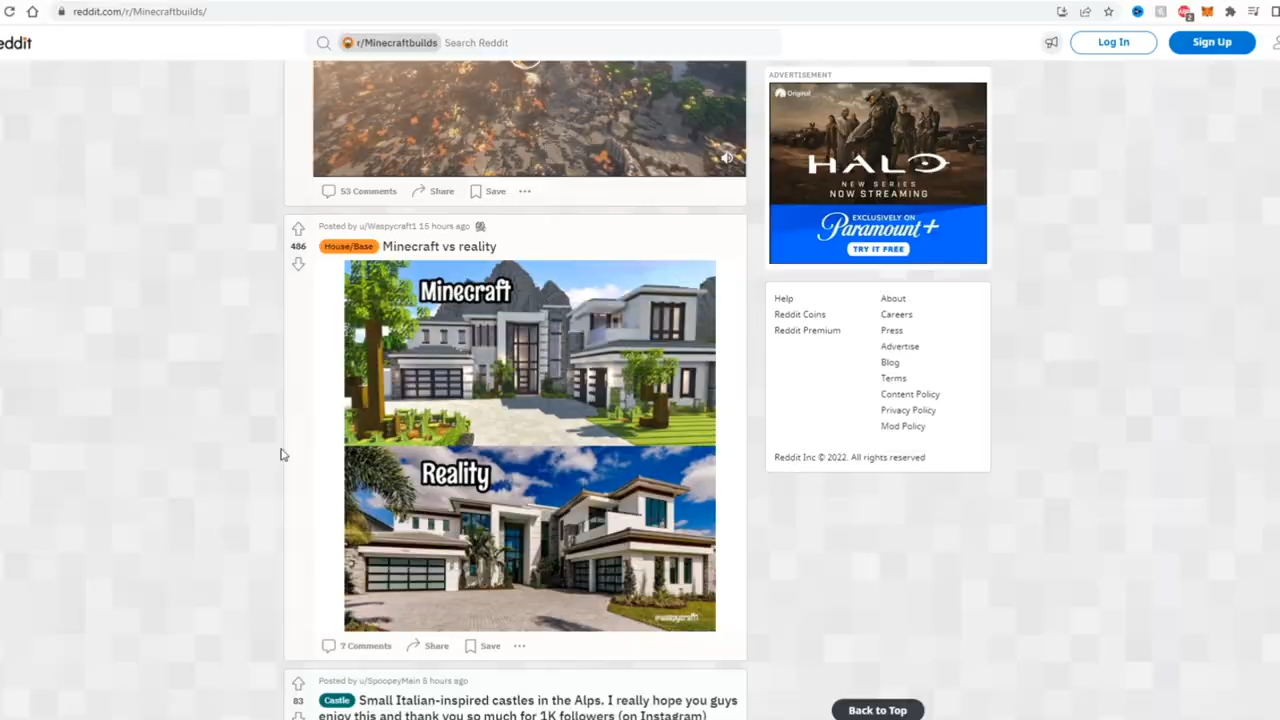 reddit.com/r/Minecraftbuilds/
2
eddit
r/Minecraftbuilds Search Reddit
Log In
Sign Up
53 Comments Share Save
Posted by u/Waspycraft1 15 hours ago
486
House/Base Minecraft vs reality
Minecraft
Reality
@waspycraft1
7 Comments Share Save
Posted by u/SpoopeyMain 5 hours ago
83
Castle Small Italian-inspired castles in the Alps. I really hope you guys
enjoy this and thank you so much for 1K followers (on Instagram)
ADVERTISEMENT
Original
HALO
NEW SERIES
NOW STREAMING
EXCLUSIVELY ON
Paramount+
TRY IT FREE
Help
Reddit Coins
Reddit Premium
About
Careers
Press
Advertise
Blog
Terms
Content Policy
Privacy Policy
Mod Policy
Reddit Inc © 2022. All rights reserved
Back to Top